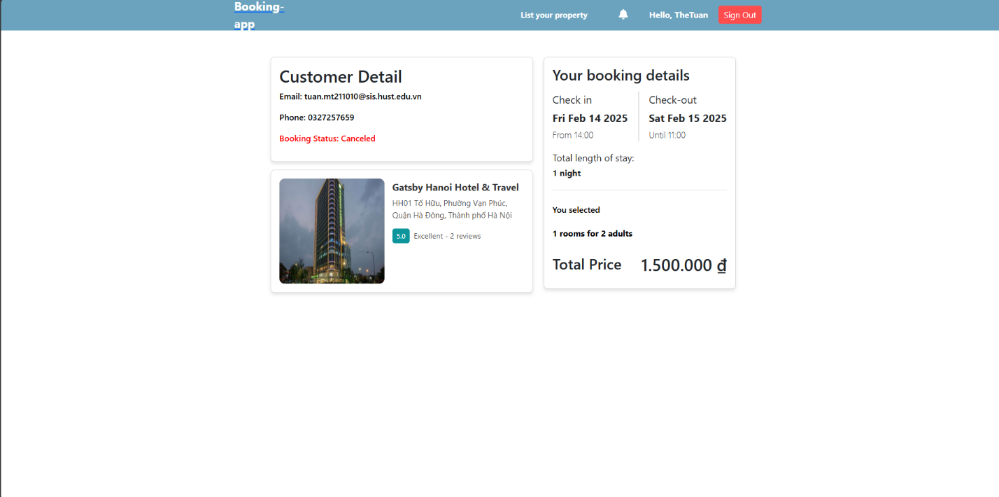 Booking-
app
List your property
Hello, TheTuan
Sign Out
Customer Detail
Email: tuan.mt211010@sis.hust.edu.vn
Phone: 0327257659
Booking Status: Canceled
Gatsby Hanoi Hotel & Travel
HH01 Tố Hữu, Phường Vạn Phúc,
Quận Hà Đông, Thành phố Hà Nội
5.0 Excellent - 2 reviews
Your booking details
Check in
Fri Feb 14 2025
From 14:00
Check-out
Sat Feb 15 2025
Until 11:00
Total length of stay:
1 night
You selected
1 rooms for 2 adults
Total Price 1.500.000 ₫